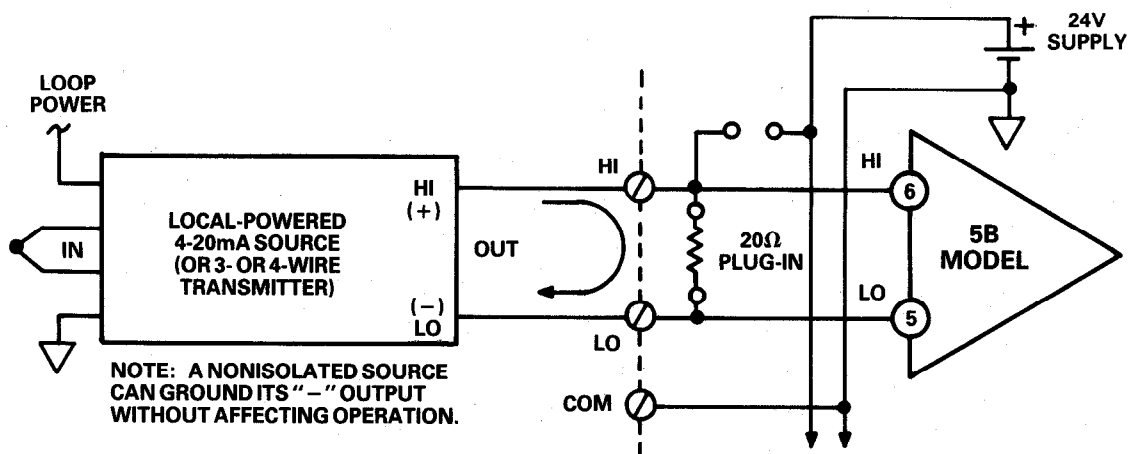 24V
SUPPLY
+
LOOP
POWER
HI
HI
HI
(+)
6
LOCAL-POWERED
4-20mA SOURCE
(OR 3- OR 4-WIRE
TRANSMITTER)
IN
OUT
20Ω
PLUG-IN
5B
MODEL
(−)
LO
LO
LO
5
NOTE: A NONISOLATED SOURCE
CAN GROUND ITS "−" OUTPUT
WITHOUT AFFECTING OPERATION.
COM